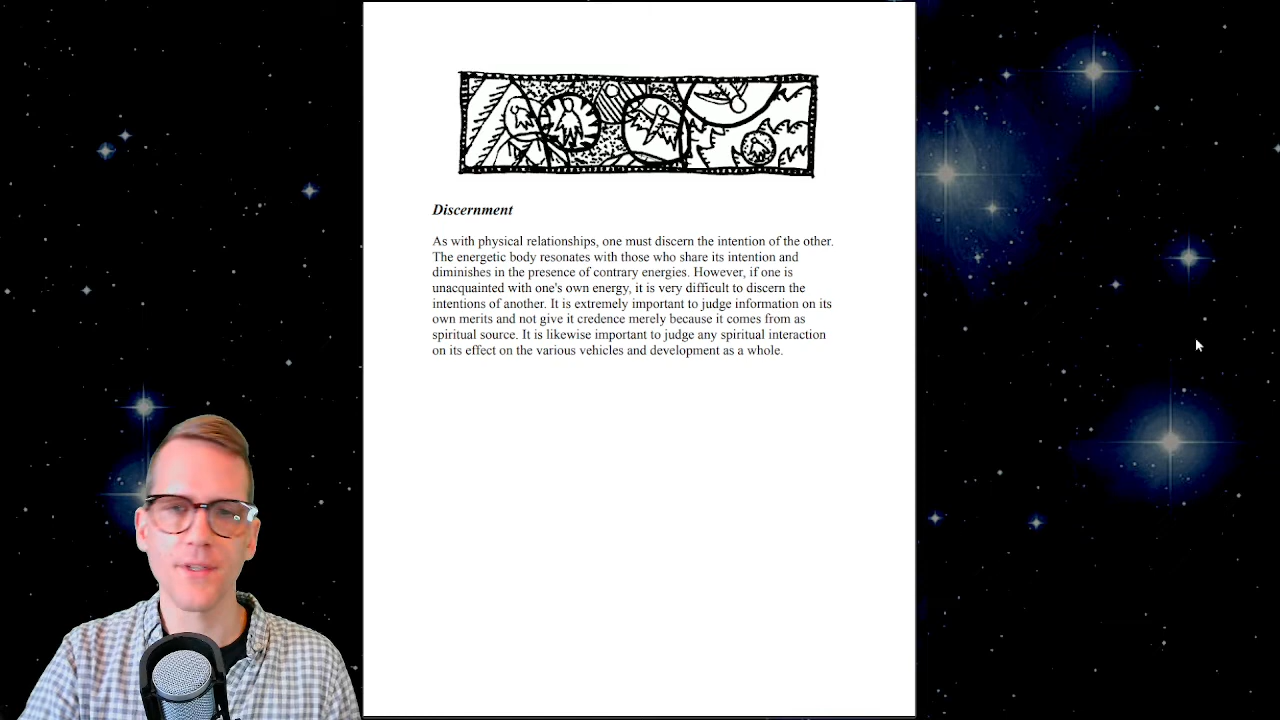 Discernment
As with physical relationships, one must discern the intention of the other.
The energetic body resonates with those who share its intention and
diminishes in the presence of contrary energies. However, if one is
unacquainted with one's own energy, it is very difficult to discern the
intentions of another. It is extremely important to judge information on its
own merits and not give it credence merely because it comes from as
spiritual source. It is likewise important to judge any spiritual interaction
on its effect on the various vehicles and development as a whole.